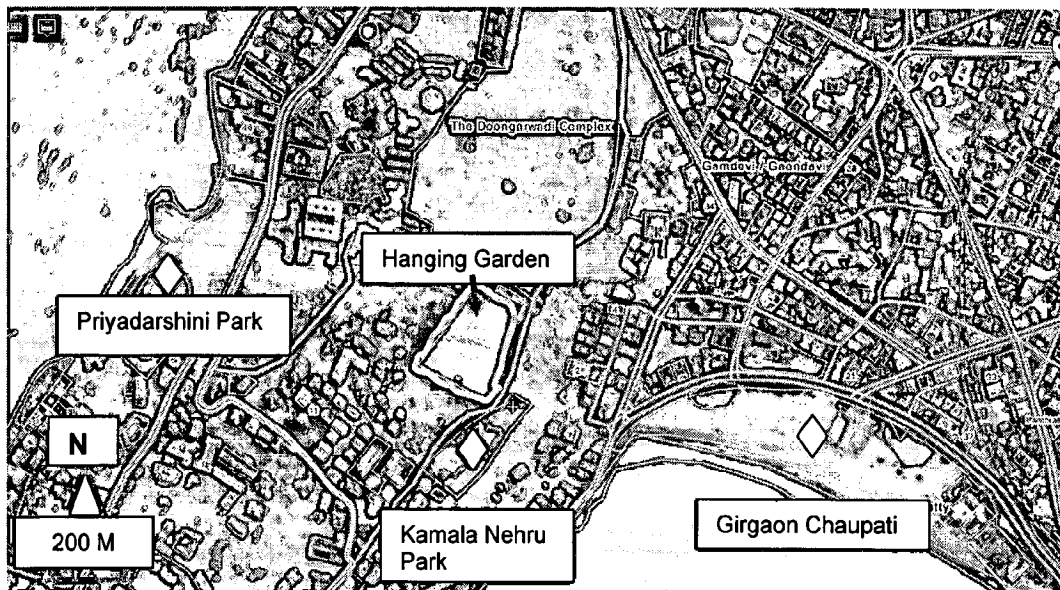 The Doongarwadi Complex
Gamdevi / Gaondevi
Hanging Garden
Priyadarshini Park
N
200 M
Kamala Nehru
Park
Girgaon Chaupati